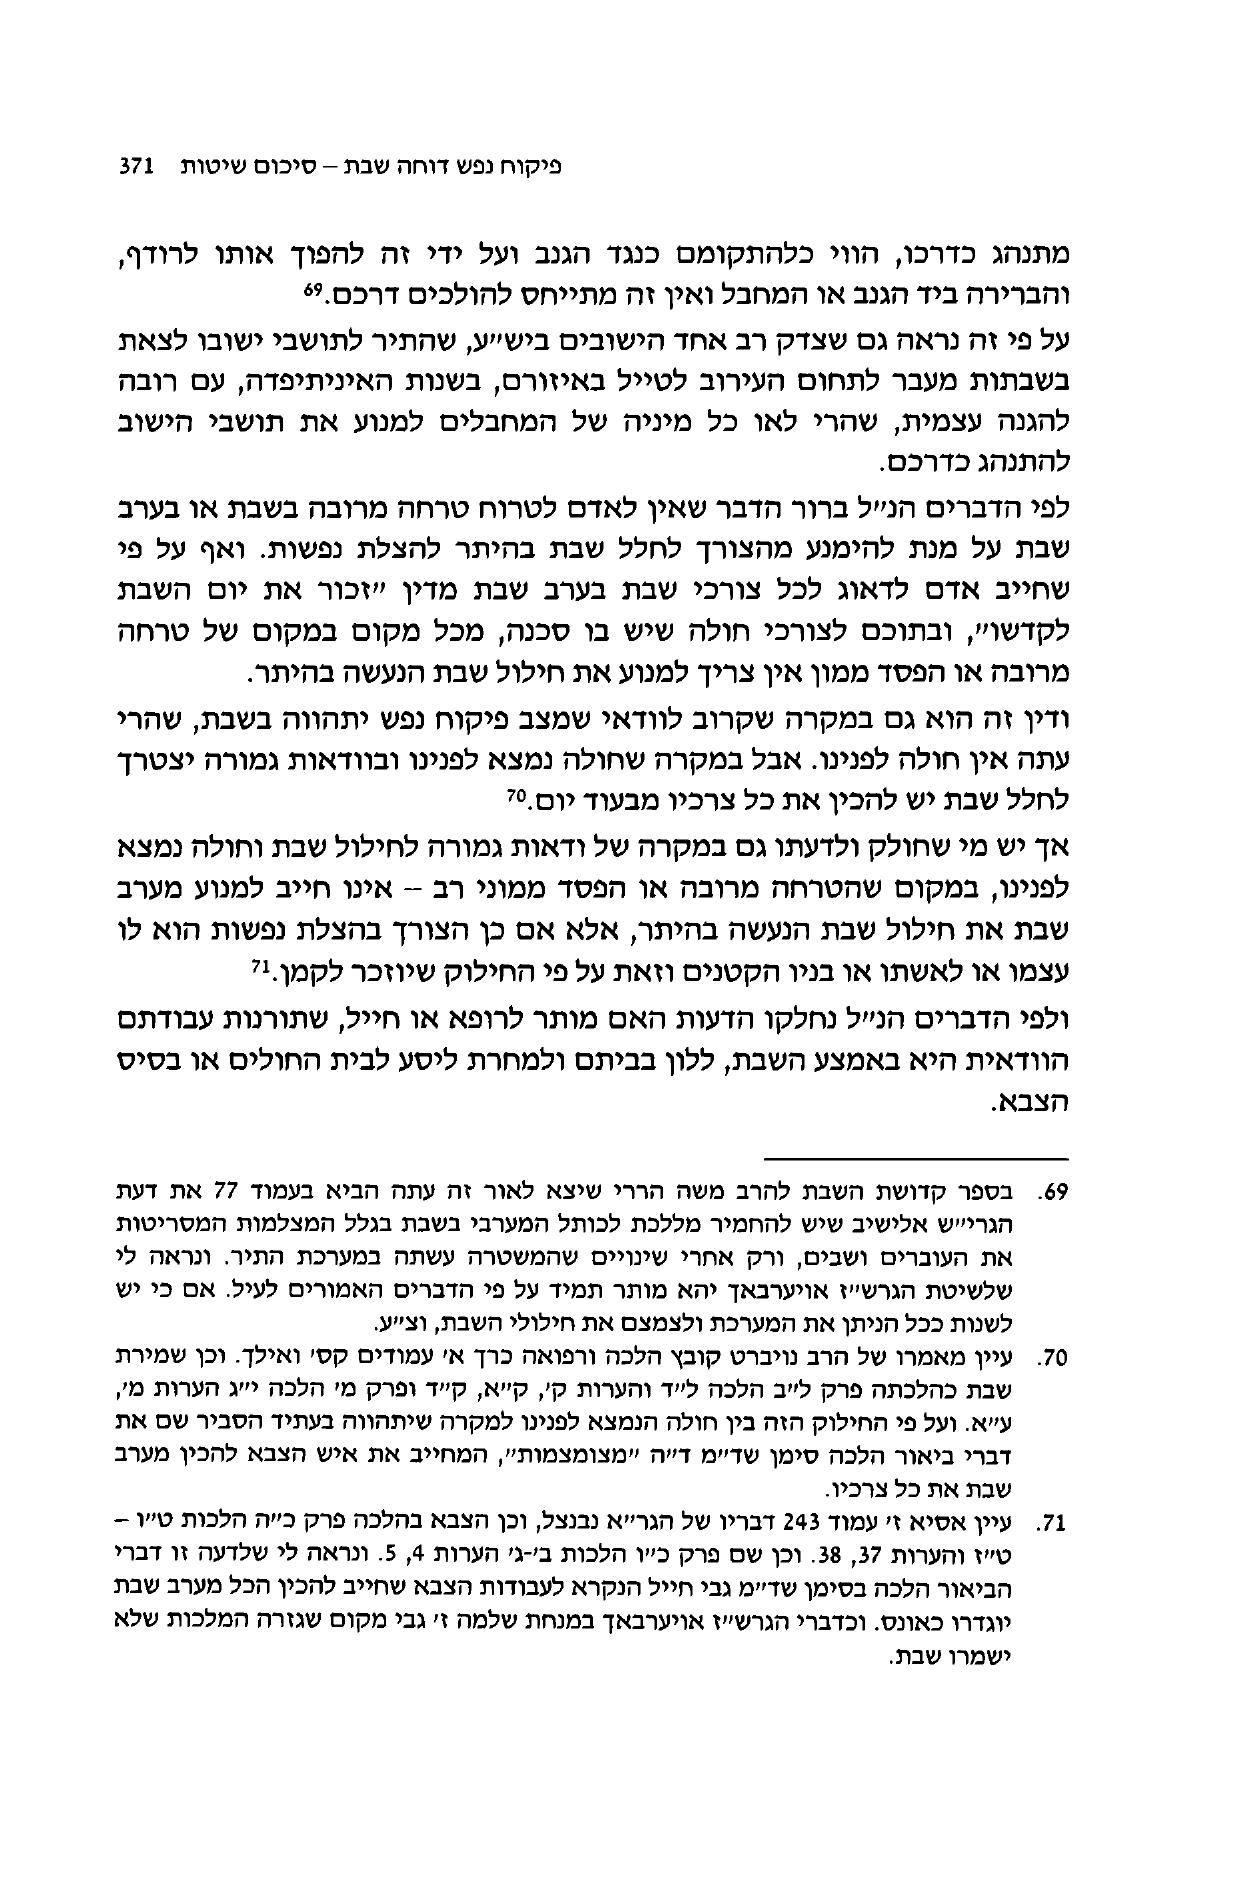 פיקוח נפש דוחה שבת – סיכום שיטות 371
מתנהג כדרכו, הווי כלהתקומם כנגד הגנב ועל ידי זה להפוך אותו לרודף,
והברירה ביד הגנב או המחבל ואין זה מתייחס להולכים דרכם.69
על פי זה נראה גם שצדק רב אחד הישובים ביש״ע, שהתיר לתושבי ישובו לצאת
בשבתות מעבר לתחום העירוב לטייל באיזורם, בשנות האיניתיפדה, עם רובה
להגנה עצמית, שהרי לאו כל מיניה של המחבלים למנוע את תושבי הישוב
להתנהג כדרכם.
לפי הדברים הנ״ל ברור הדבר שאין לאדם לטרוח טרחה מרובה בשבת או בערב
שבת על מנת להימנע מהצורך לחלל שבת בהיתר להצלת נפשות. ואף על פי
שחייב אדם לדאוג לכל צורכי שבת בערב שבת מדין ״זכור את יום השבת
לקדשו״, ובתוכם לצורכי חולה שיש בו סכנה, מכל מקום במקום של טרחה
מרובה או הפסד ממון אין צריך למנוע את חילול שבת הנעשה בהיתר.
ודין זה הוא גם במקרה שקרוב לוודאי שמצב פיקוח נפש יתהווה בשבת, שהרי
עתה אין חולה לפנינו. אבל במקרה שחולה נמצא לפנינו ובוודאות גמורה יצטרך
לחלל שבת יש להכין את כל צרכיו מבעוד יום.70
אך יש מי שחולק ולדעתו גם במקרה של ודאות גמורה לחילול שבת וחולה נמצא
לפנינו, במקום שהטרחה מרובה או הפסד ממוני רב – אינו חייב למנוע מערב
שבת את חילול שבת הנעשה בהיתר, אלא אם כן הצורך בהצלת נפשות הוא לו
עצמו או לאשתו או בניו הקטנים וזאת על פי החילוק שיוזכר לקמן.71
ולפי הדברים הנ״ל נחלקו הדעות האם מותר לרופא או חייל, שתורנות עבודתם
הוודאית היא באמצע השבת, ללון בביתם ולמחרת ליסע לבית החולים או בסיס
הצבא.
69. בספר קדושת השבת להרב משה הררי שיצא לאור זה עתה הביא בעמוד 77 את דעת
הגרי״ש אלישיב שיש להחמיר מללכת לכותל המערבי בשבת בגלל המצלמות המסריטות
את העוברים ושבים, ורק אחרי שינויים שהמשטרה עשתה במערכת התיר. ונראה לי
שלשיטת הגרש״ז אויערבאך יהא מותר תמיד על פי הדברים האמורים לעיל. אם כי יש
לשנות ככל הניתן את המערכת ולצמצם את חילולי השבת, וצ״ע.
70. עיין מאמרו של הרב נויברט קובץ הלכה ורפואה כרך א׳ עמודים קס׳ ואילך. וכן שמירת
שבת כהלכתה פרק ל״ב הלכה ל״ד והערות ק׳, ק״א, ק״ד ופרק מ׳ הלכה י״ג הערות מ׳,
ע״א. ועל פי החילוק הזה בין חולה הנמצא לפנינו למקרה שיתהווה בעתיד הסביר שם את
דברי ביאור הלכה סימן שד״מ ד״ה ״מצומצמות״, המחייב את איש הצבא להכין מערב
שבת את כל צרכיו.
71. עיין אסיא ז׳ עמוד 243 דבריו של הגר״א נבנצל, וכן הצבא בהלכה פרק כ״ה הלכות ט״ו –
ט״ז והערות 37, 38. וכן שם פרק כ״ו הלכות ב׳-ג׳ הערות 4, 5. ונראה לי שלדעה זו דברי
הביאור הלכה בסימן שד״מ גבי חייל הנקרא לעבודות הצבא שחייב להכין הכל מערב שבת
יוגדרו כאונס. וכדברי הגרש״ז אויערבאך במנחת שלמה ז׳ גבי מקום שגזרה המלכות שלא
ישמרו שבת.